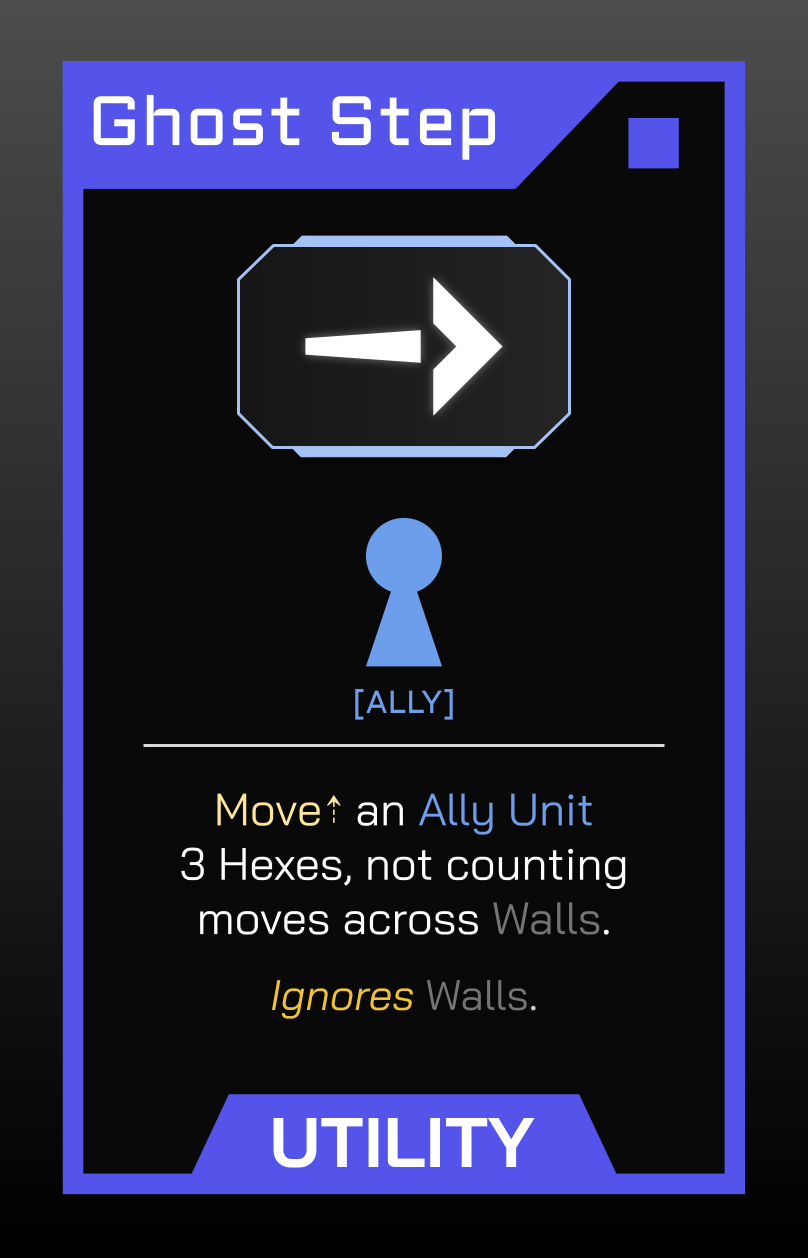 Ghost Step
[ALLY]
Move⇡ an Ally Unit
3 Hexes, not counting
moves across Walls.
Ignores Walls.
UTILITY